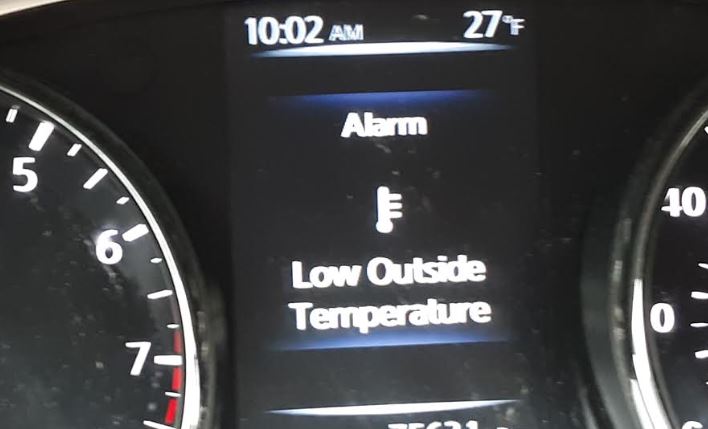 10:02 AM 27°F
Alarm
Low Outside
Temperature
5
6
7
40
0